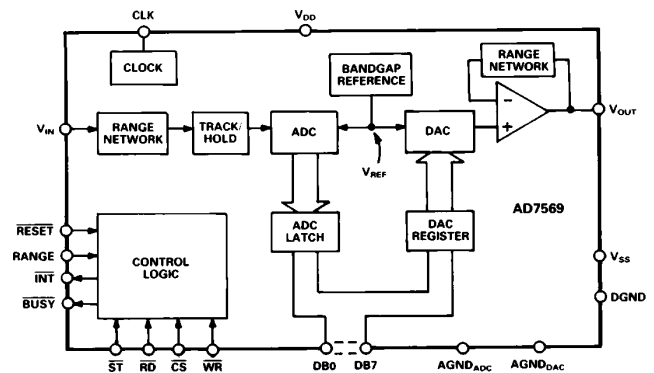 CLK
VDD
CLOCK
BANDGAP
REFERENCE
RANGE
NETWORK
VIN
RANGE
NETWORK
TRACK/
HOLD
ADC
DAC
-
+
VOUT
VREF
AD7569
RESET
RANGE
INT
BUSY
CONTROL
LOGIC
ADC
LATCH
DAC
REGISTER
VSS
DGND
ST
RD
CS
WR
DB0
DB7
AGNDADC
AGNDDAC